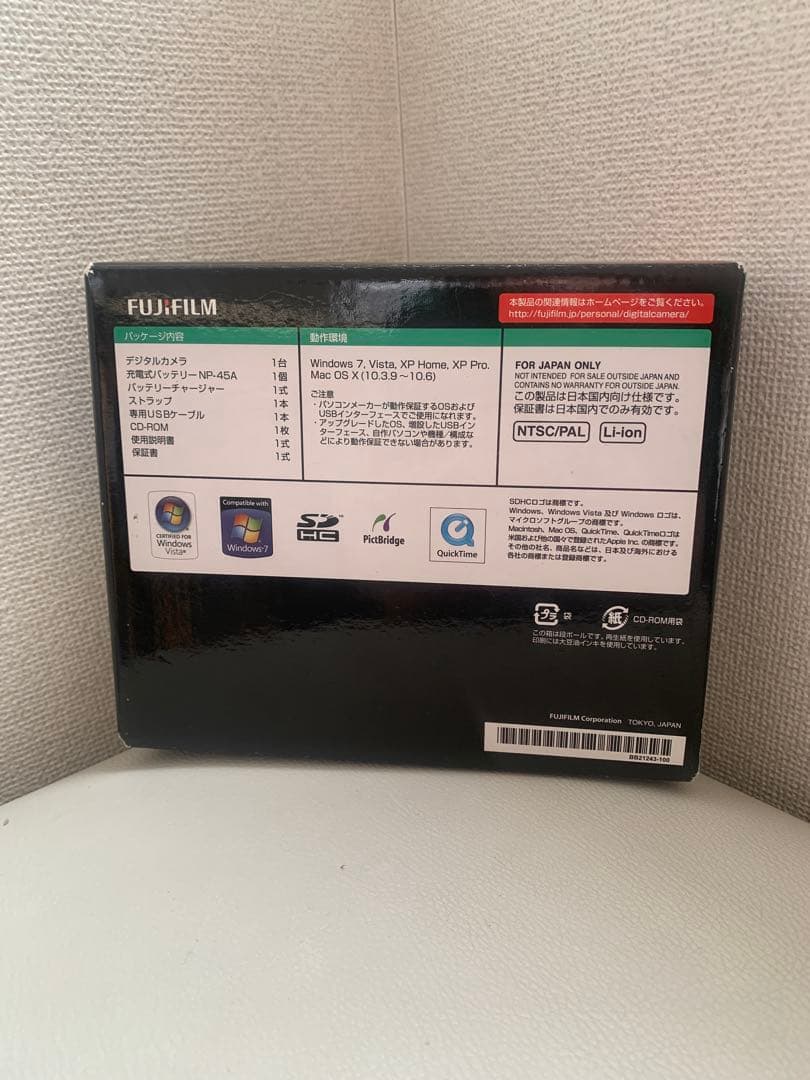 FUJIFILM
本製品の関連情報はホームページをご覧ください。
http://fujifilm.jp/personal/digitalcamera/
パッケージ内容
デジタルカメラ 1台
充電式バッテリーNP-45A 1個
バッテリーチャージャー 1式
ストラップ 1本
専用USBケーブル 1本
CD-ROM 1枚
使用説明書 1式
保証書 1式
動作環境
Windows 7, Vista, XP Home, XP Pro.
Mac OS X (10.3.9～10.6)
ご注意
・パソコンメーカーが動作保証するOSおよび
USBインターフェースでご使用になれます。
・アップグレードしたOS、増設したUSBイン
ターフェース、自作パソコンや機種/構成な
どにより動作保証できない場合があります。
FOR JAPAN ONLY
NOT INTENDED FOR SALE OUTSIDE JAPAN AND
CONTAINS NO WARRANTY FOR OUTSIDE JAPAN.
この製品は日本国内向け仕様です。
保証書は日本国内でのみ有効です。
NTSC/PAL Li-ion
CERTIFIED FOR
Windows
Vista®
Compatible with
Windows®7
SD
HC
PictBridge
QuickTime
SDHCロゴは商標です。
Windows、Windows Vista 及び Windows ロゴは、
マイクロソフトグループの商標です。
Macintosh、Mac OS、QuickTime、QuickTimeロゴは
米国および他の国々で登録されたApple Inc. の商標です。
その他の社名、商品名などは、日本及び海外における
各社の商標または登録商標です。
プラ 袋 紙 CD-ROM用袋
この箱は段ボールです。再生紙を使用しています。
印刷には大豆油インキを使用しています。
FUJIFILM Corporation TOKYO, JAPAN
BB21243-100